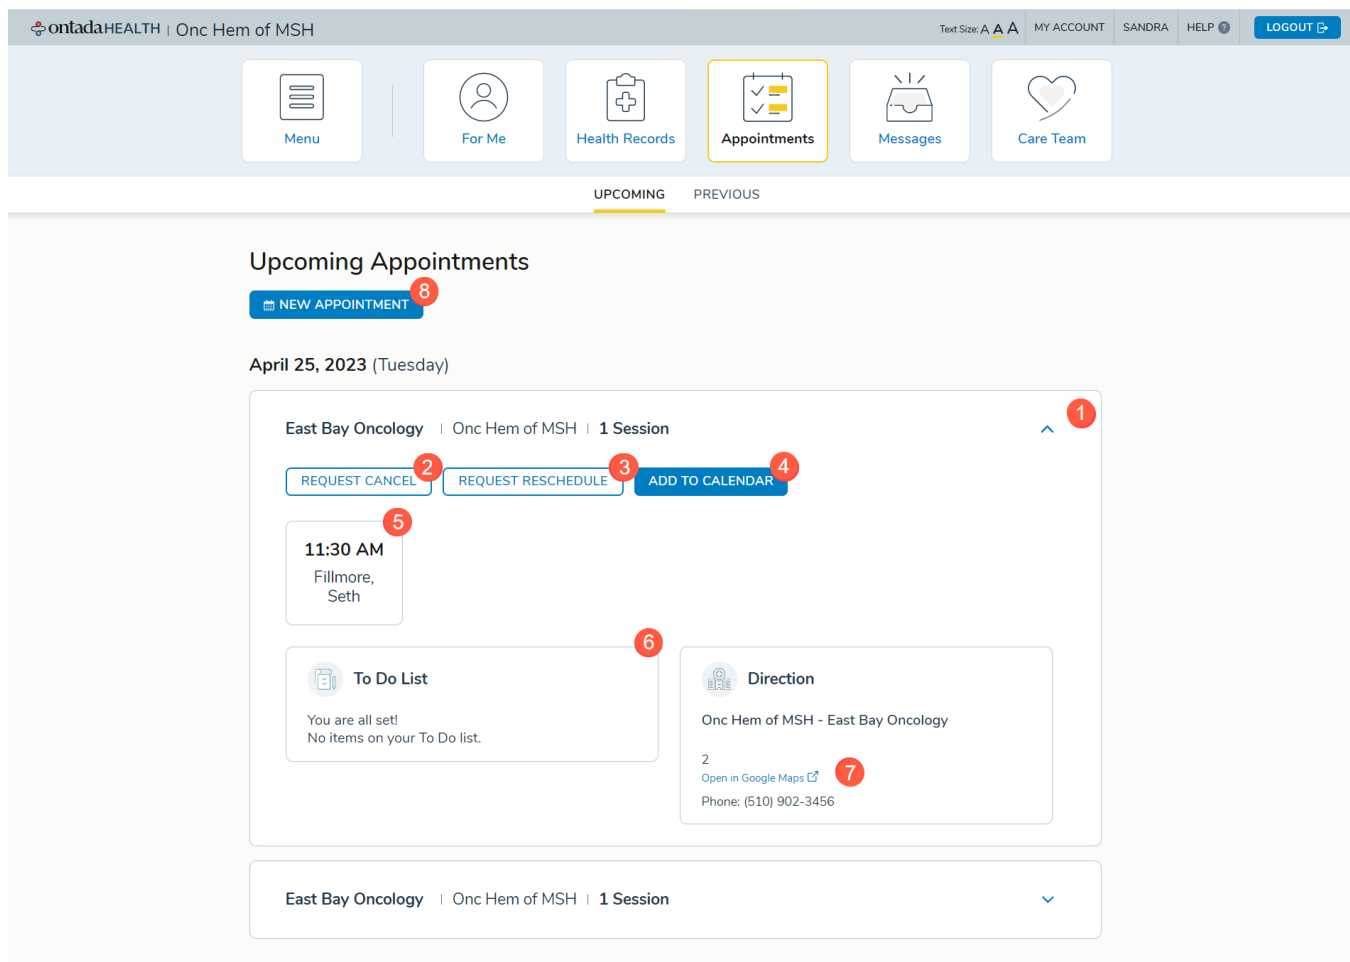 ontada HEALTH | Onc Hem of MSH
Text Size: A A A
MY ACCOUNT
SANDRA
HELP ?
LOGOUT
Menu
For Me
Health Records
Appointments
Messages
Care Team
UPCOMING
PREVIOUS
Upcoming Appointments
NEW APPOINTMENT
8
April 25, 2023 (Tuesday)
1
East Bay Oncology | Onc Hem of MSH | 1 Session
REQUEST CANCEL
2
REQUEST RESCHEDULE
3
ADD TO CALENDAR
4
5
11:30 AM
Fillmore,
Seth
6
To Do List
You are all set!
No items on your To Do list.
Direction
Onc Hem of MSH - East Bay Oncology
2
Open in Google Maps
7
Phone: (510) 902-3456
East Bay Oncology | Onc Hem of MSH | 1 Session